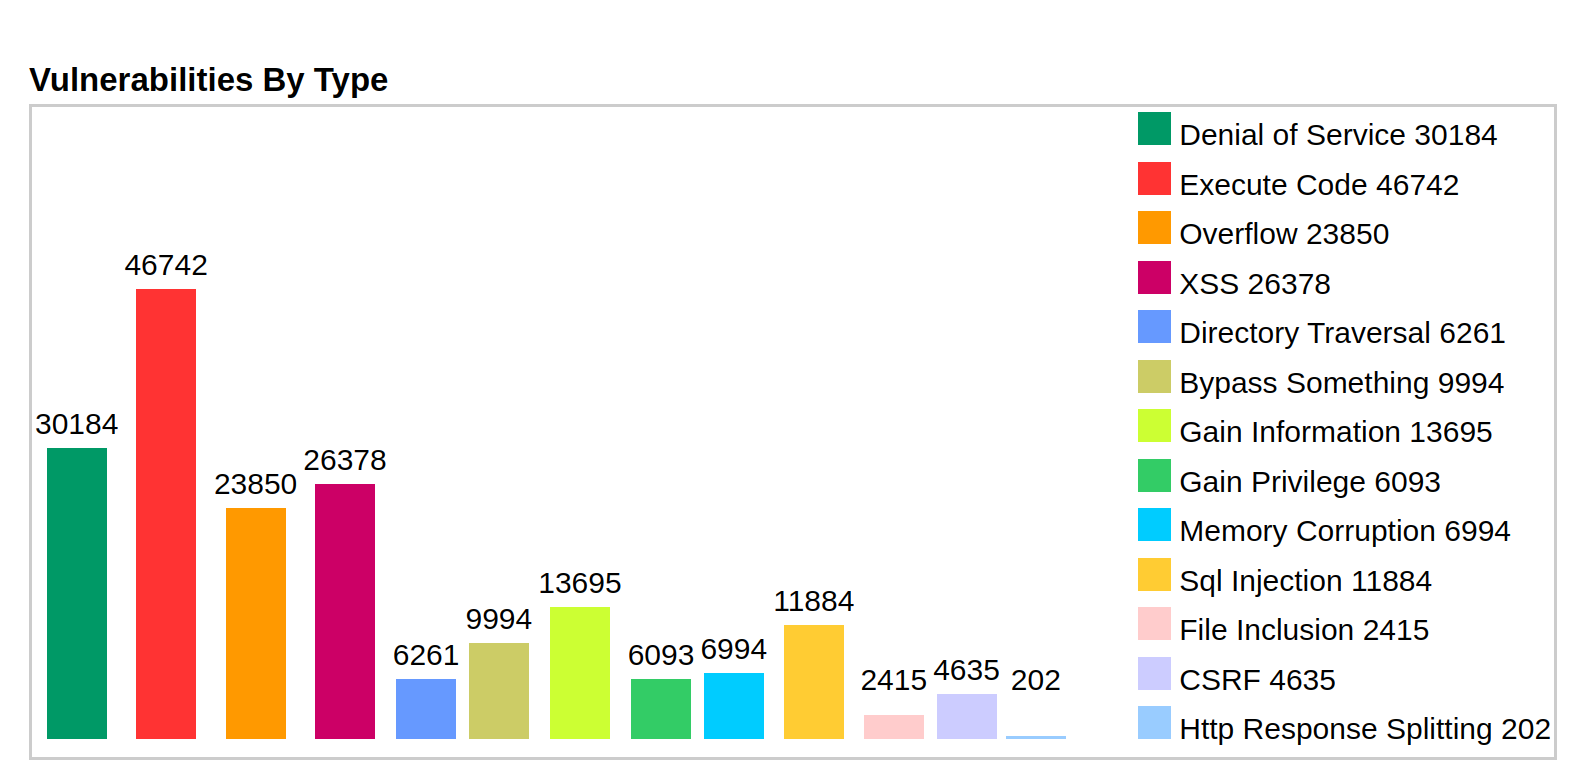 Vulnerabilities By Type
30184
46742
23850
26378
6261
9994
13695
6093
6994
11884
2415
4635
202
Denial of Service 30184
Execute Code 46742
Overflow 23850
XSS 26378
Directory Traversal 6261
Bypass Something 9994
Gain Information 13695
Gain Privilege 6093
Memory Corruption 6994
Sql Injection 11884
File Inclusion 2415
CSRF 4635
Http Response Splitting 202